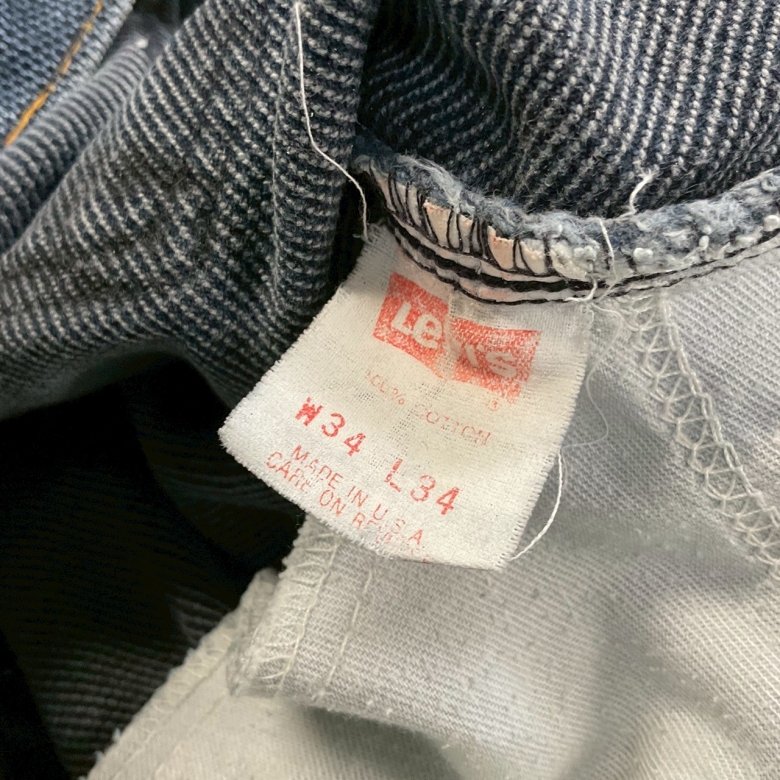 Levi's
®
100% COTTON
W34 L34
MADE IN U.S.A.
CARE ON REVERSE